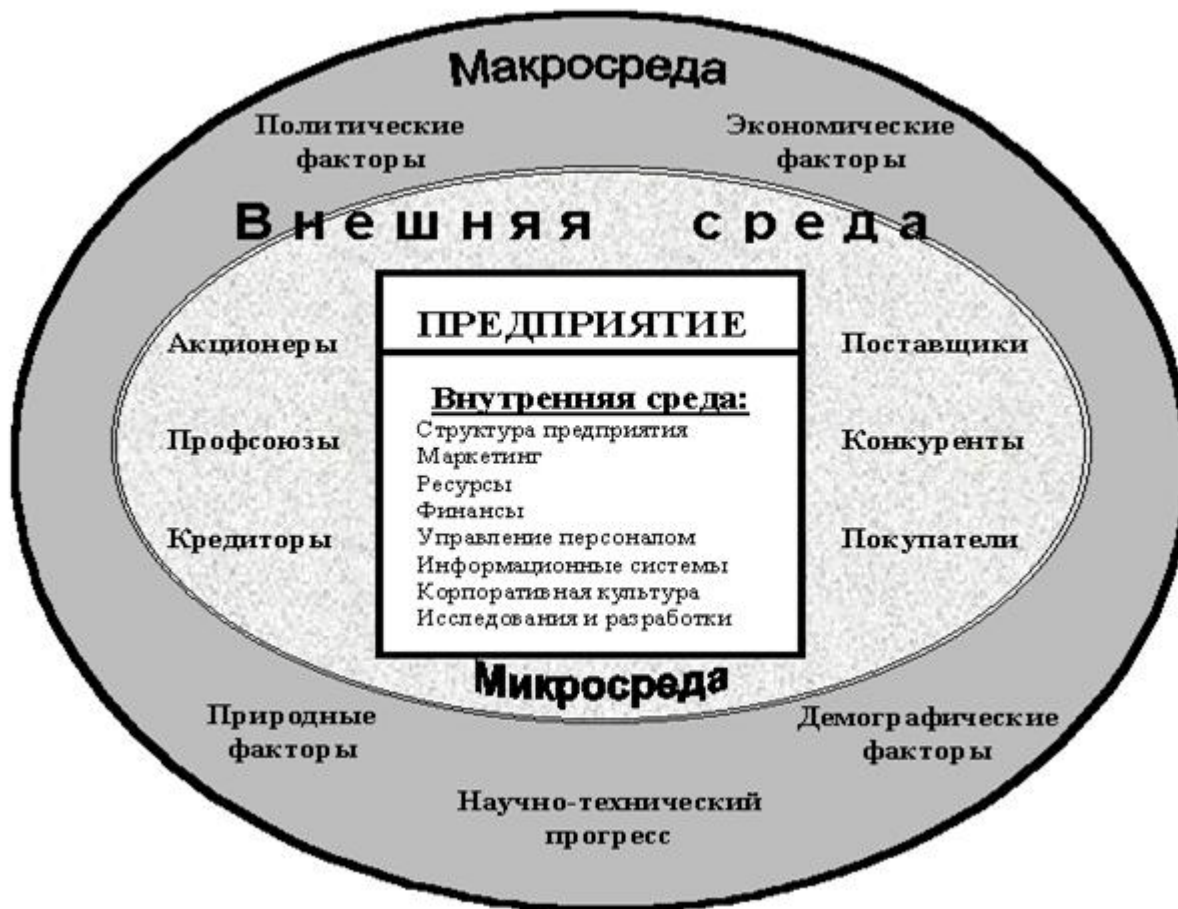 Макросреда
Политические
факторы
Экономические
факторы
Внешняя среда
ПРЕДПРИЯТИЕ
Акционеры
Профсоюзы
Кредиторы
Внутренняя среда:
Структура предприятия
Маркетинг
Ресурсы
Финансы
Управление персоналом
Информационные системы
Корпоративная культура
Исследования и разработки
Поставщики
Конкуренты
Покупатели
Микросреда
Природные
факторы
Демографические
факторы
Научно-технический
прогресс